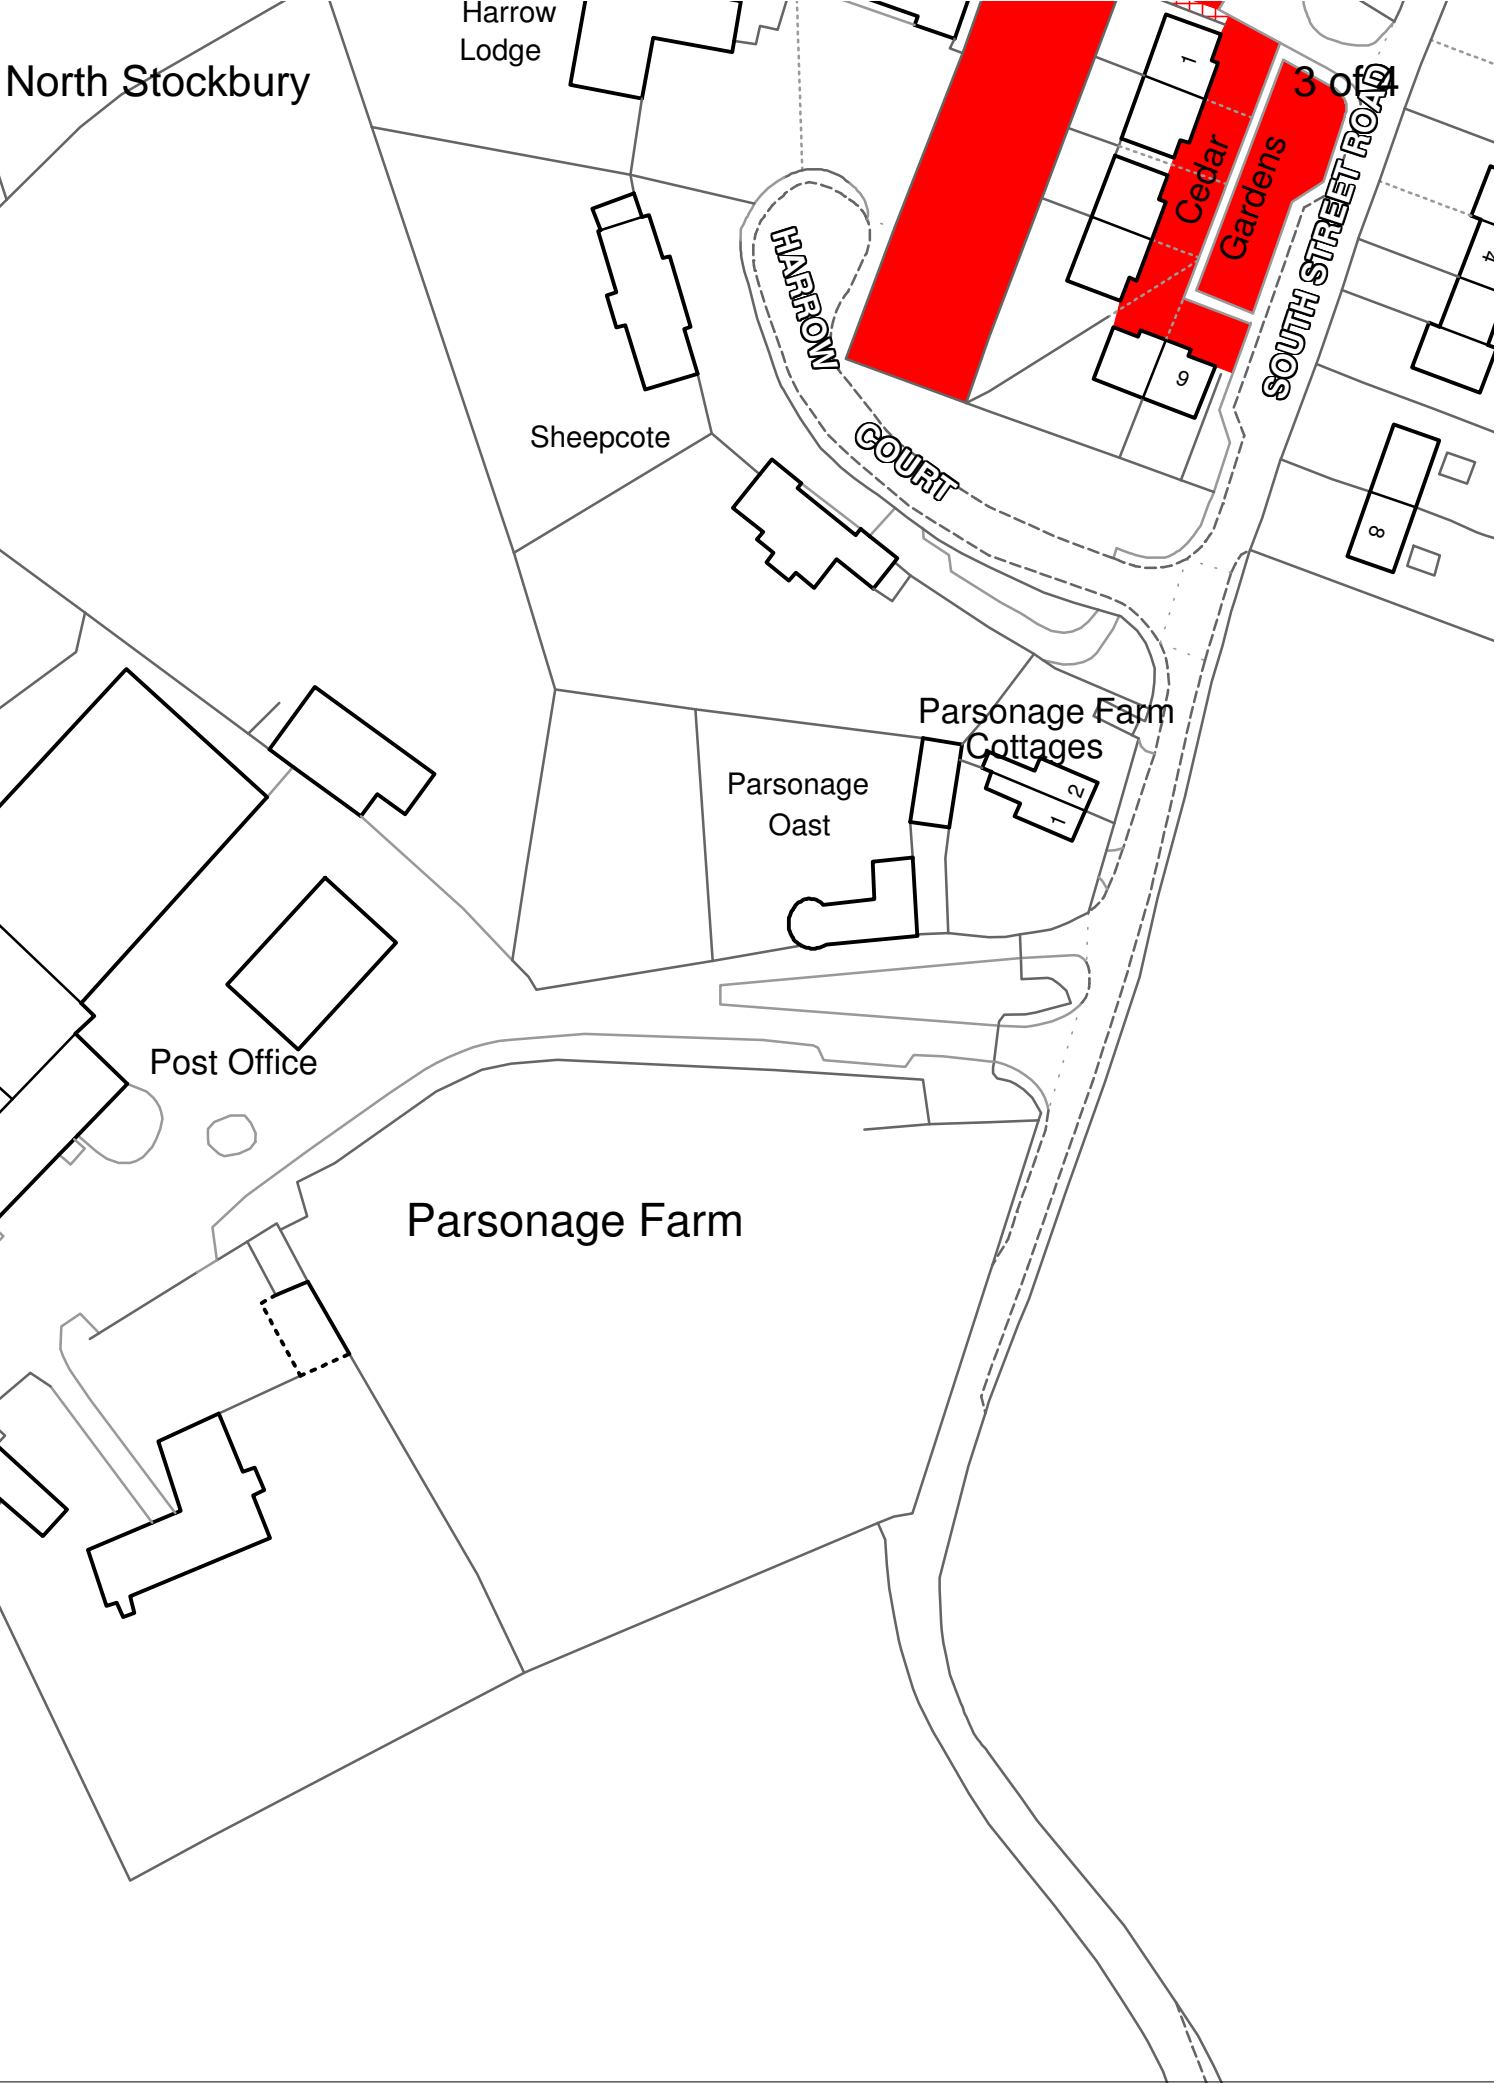 Harrow
Lodge
North Stockbury
3 of 4
1
Cedar
Gardens
SOUTH STREET ROAD
HARROW
4
9
Sheepcote
COURT
8
Parsonage Farm
Cottages
Parsonage
Oast
2
1
Post Office
Parsonage Farm